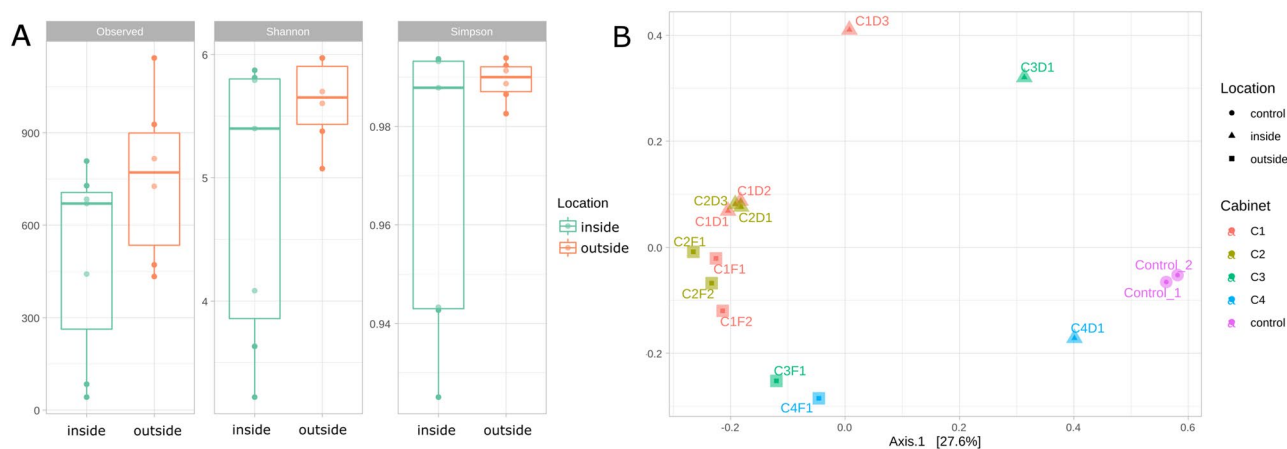 A
Observed
Shannon
Simpson
900
600
300
0
6
5
4
0.98
0.96
0.94
inside
outside
inside
outside
inside
outside
Location
inside
outside
B
0.4
0.2
0.0
-0.2
C1D3
C3D1
C1D2
C2D3
C2D1
C1D1
C2F1
C1F1
C2F2
C1F2
Control_2
Control_1
C4D1
C3F1
C4F1
-0.2
0.0
0.2
0.4
0.6
Axis.1 [27.6%]
Location
control
inside
outside
Cabinet
C1
C2
C3
C4
control